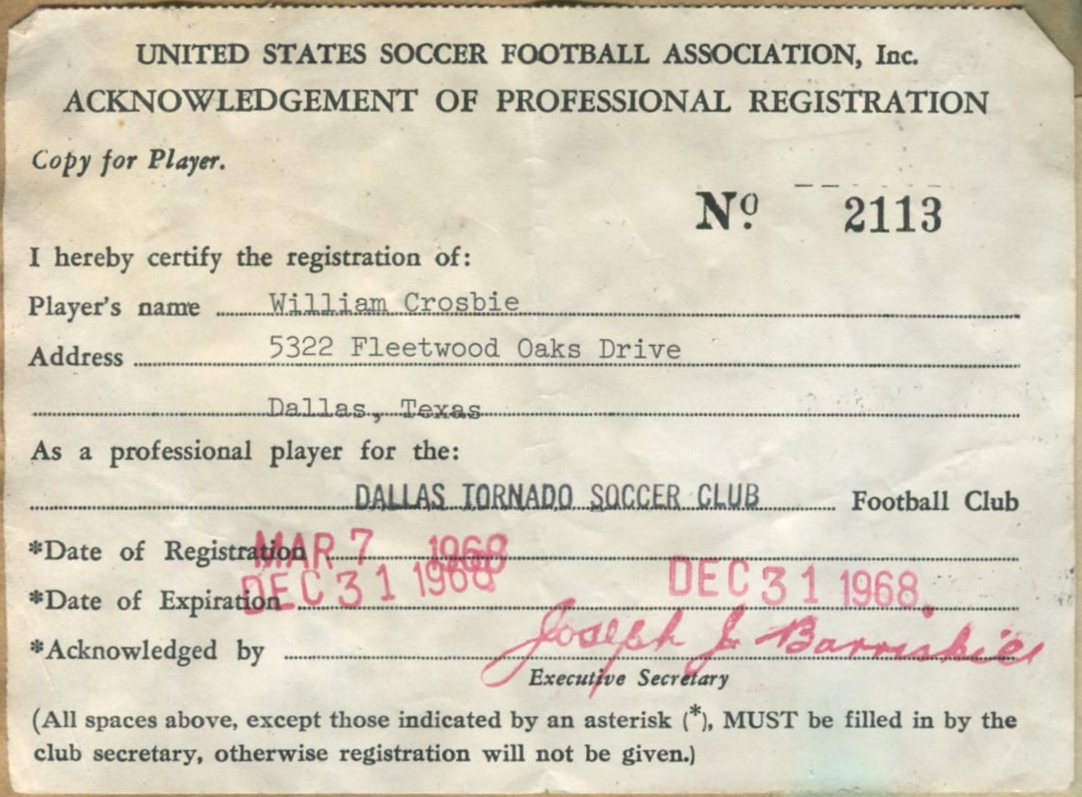 UNITED STATES SOCCER FOOTBALL ASSOCIATION, Inc.
ACKNOWLEDGEMENT OF PROFESSIONAL REGISTRATION
Copy for Player.
Nº 2113
I hereby certify the registration of:
Player's name William Crosbie
Address 5322 Fleetwood Oaks Drive
Dallas, Texas
As a professional player for the:
DALLAS TORNADO SOCCER CLUB Football Club
*Date of Registration MAR 7 1968
*Date of Expiration DEC 31 1968 DEC 31 1968
*Acknowledged by Joseph J Barriskill
Executive Secretary
(All spaces above, except those indicated by an asterisk (*), MUST be filled in by the
club secretary, otherwise registration will not be given.)